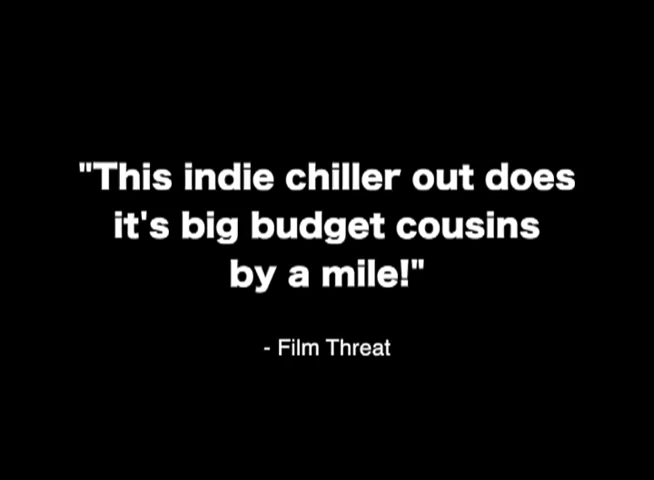 "This indie chiller out does
it's big budget cousins
by a mile!"
- Film Threat